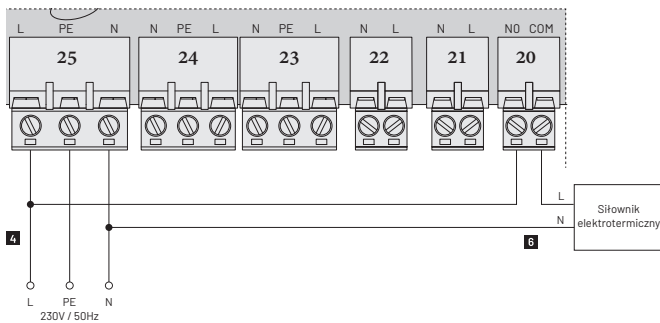 L PE N N PE L N PE L N L N L NO COM
25 24 23 22 21 20
L
N
Siłownik
elektrotermiczny
4
6
L PE N
230V / 50Hz